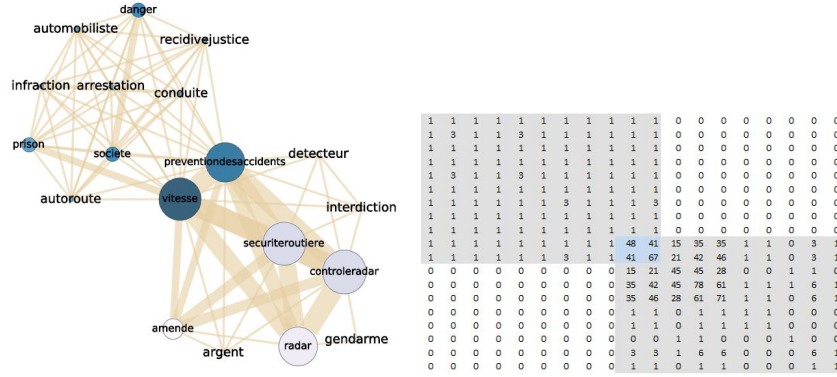 danger
automobiliste
recidivejustice
infraction arrestation
conduite
prison
societe
preventiondesaccidents
detecteur
autoroute
vitesse
interdiction
securiteroutiere
controleradar
amende
argent
radar
gendarme
1 1 1 1 1 1 1 1 1 1 1 0 0 0 0 0 0 0 0
1 3 1 1 3 1 1 1 1 1 1 0 0 0 0 0 0 0 0
1 1 1 1 1 1 1 1 1 1 1 0 0 0 0 0 0 0 0
1 1 1 1 1 1 1 1 1 1 1 0 0 0 0 0 0 0 0
1 3 1 1 3 1 1 1 1 1 1 0 0 0 0 0 0 0 0
1 1 1 1 1 1 1 1 1 1 1 0 0 0 0 0 0 0 0
1 1 1 1 1 1 3 1 1 1 3 0 0 0 0 0 0 0 0
1 1 1 1 1 1 1 1 1 1 1 0 0 0 0 0 0 0 0
1 1 1 1 1 1 1 1 1 1 1 0 0 0 0 0 0 0 0
1 1 1 1 1 1 1 1 1 48 41 15 35 35 1 1 0 3 1
1 1 1 1 1 1 3 1 1 41 67 21 42 46 1 1 0 3 1
0 0 0 0 0 0 0 0 0 15 21 45 45 28 0 0 1 1 0
0 0 0 0 0 0 0 0 0 35 42 45 78 61 1 1 1 6 1
0 0 0 0 0 0 0 0 0 35 46 28 61 71 1 1 0 6 1
0 0 0 0 0 0 0 0 0 1 1 0 1 1 1 1 0 0 1
0 0 0 0 0 0 0 0 0 1 1 0 1 1 1 1 0 0 1
0 0 0 0 0 0 0 0 0 0 0 1 1 0 0 0 1 0 0
0 0 0 0 0 0 0 0 0 3 3 1 6 6 0 0 0 6 1
0 0 0 0 0 0 0 0 0 1 1 0 1 1 1 1 0 1 1